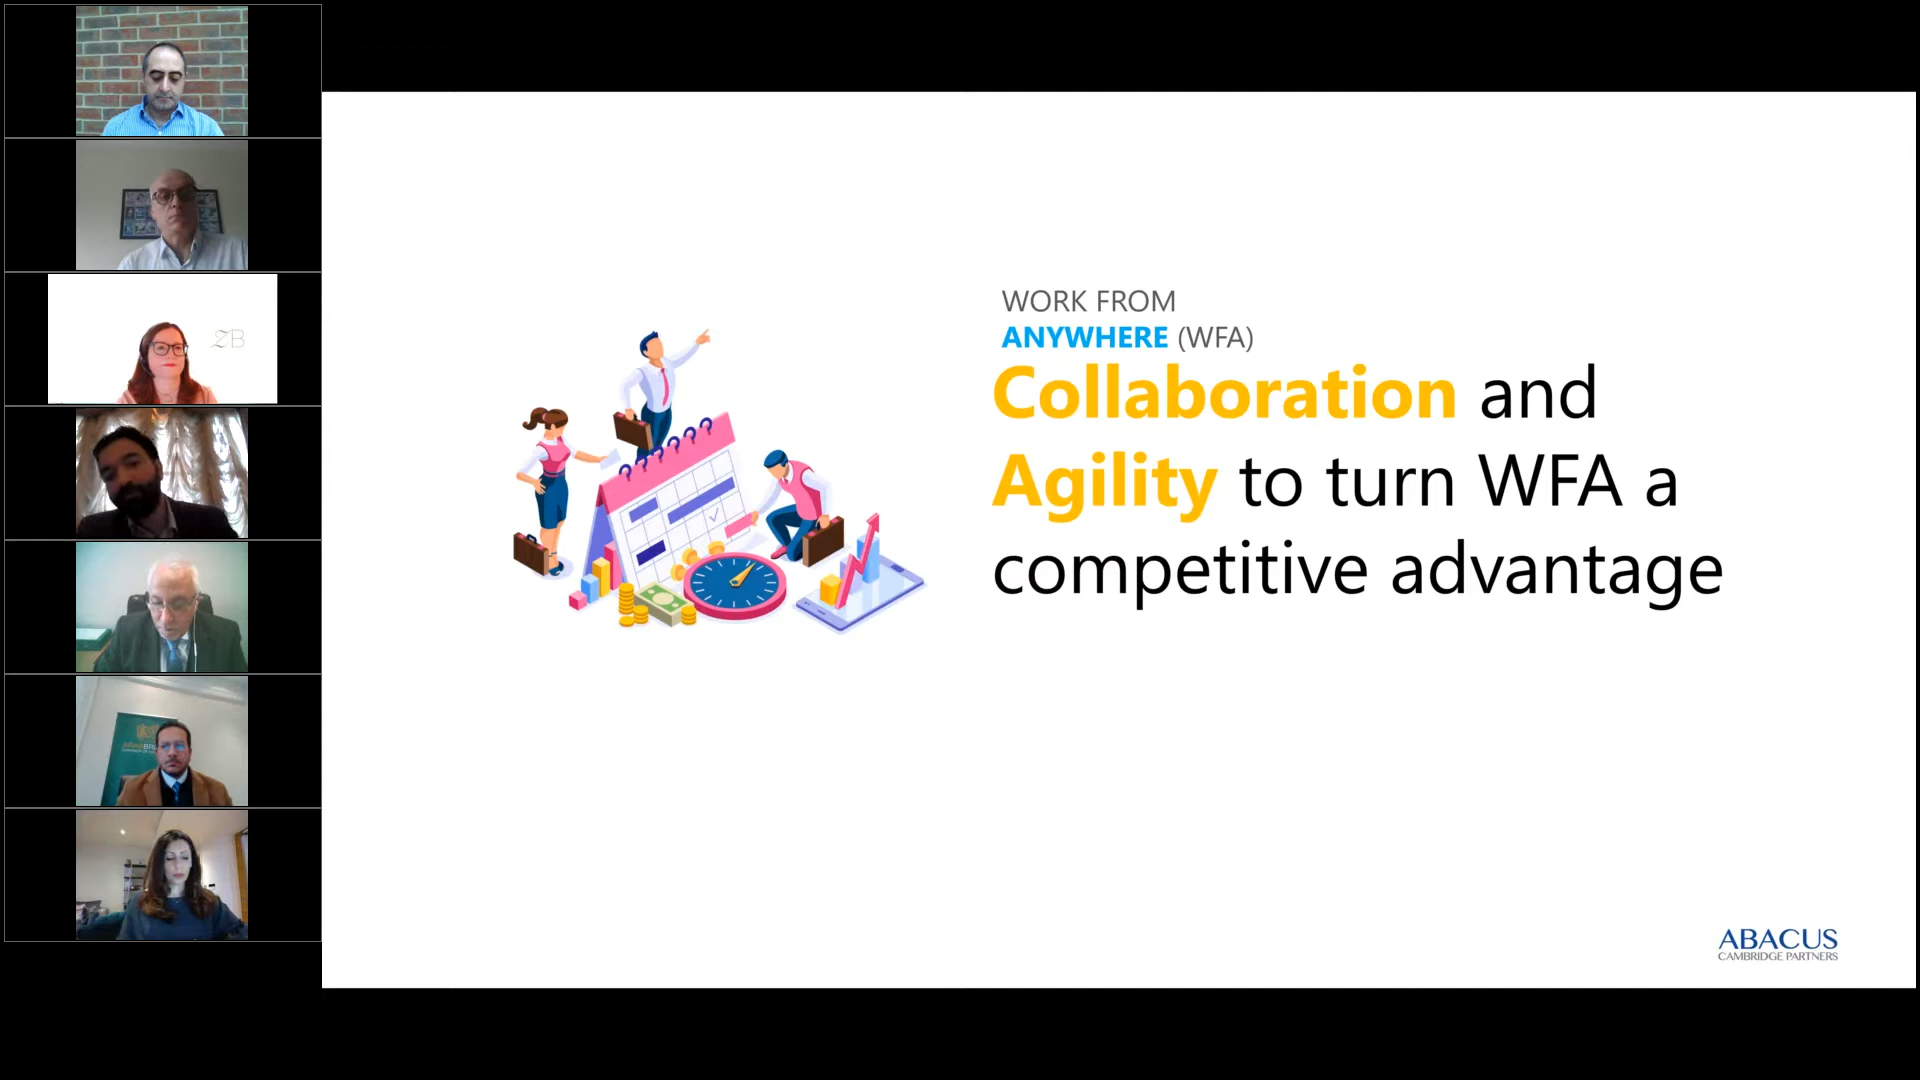 WORK FROM
ANYWHERE (WFA)
Collaboration and
Agility to turn WFA a
competitive advantage
ABACUS
CAMBRIDGE PARTNERS
ZB